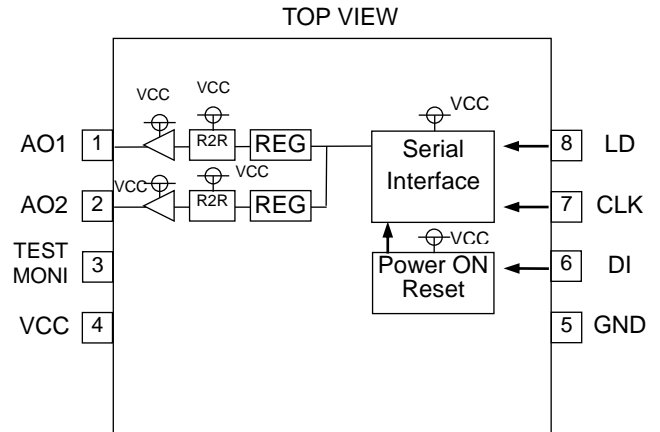 TOP VIEW
VCC
VCC
VCC
AO1 1 R2R REG Serial Interface 8 LD
VCC
VCC
AO2 2 R2R REG 7 CLK
VCC
TEST MONI 3 Power ON Reset 6 DI
VCC 4 5 GND